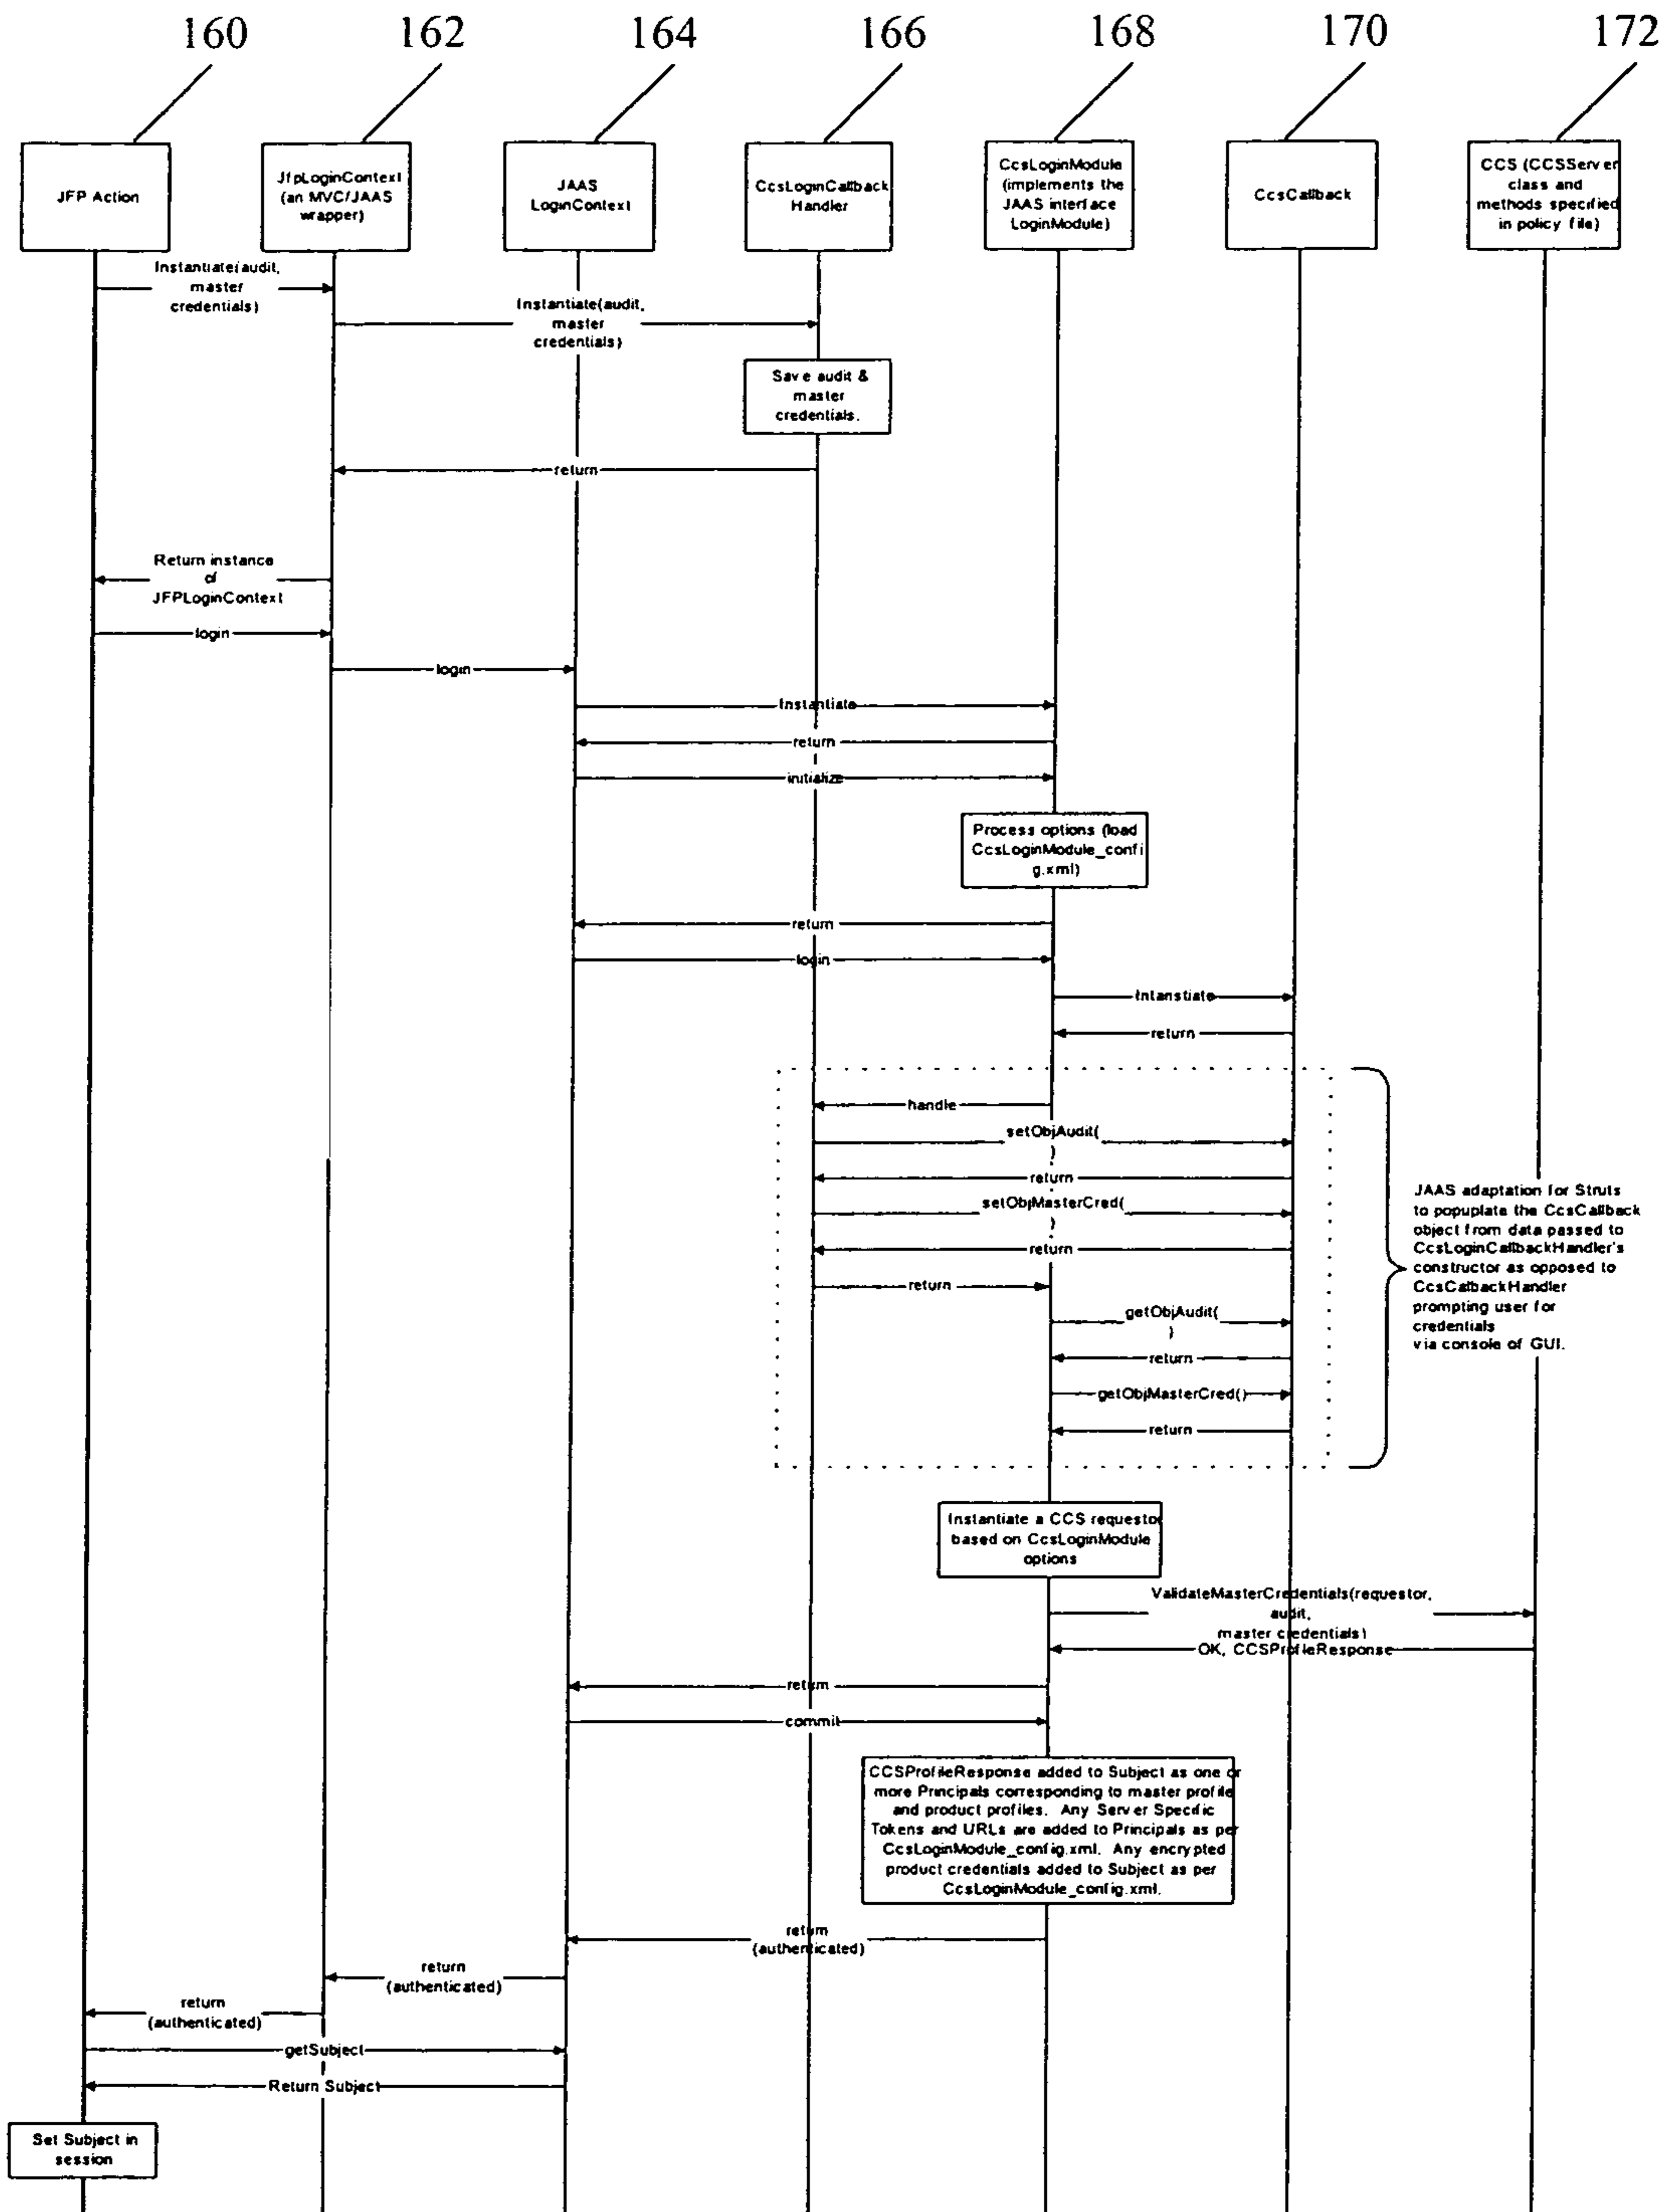 160
162
164
166
168
170
172
JFP Action
JfpLoginContext
(an MVC/JAAS
wrapper)
JAAS
LoginContext
CcsLoginCallback
Handler
CcsLoginModule
(implements the
JAAS interface
LoginModule)
CcsCallback
CCS (CCSServer
class and
methods specified
in policy file)
Instantiate(audit,
master
credentials)
Instantiate(audit,
master
credentials)
Save audit &
master
credentials.
return
Return instance
of
JFPLoginContext
login
login
Instantiate
return
initialize
Process options (load
CcsLoginModule_confi
g.xml)
return
login
Intanstiate
return
handle
setObjAudit(
)
return
setObjMasterCred(
)
return
return
getObjAudit(
)
return
getObjMasterCred()
return
JAAS adaptation for Struts
to popuplate the CcsCallback
object from data passed to
CcsLoginCallbackHandler's
constructor as opposed to
CcsCalbackHandler
prompting user for
credentials
via console of GUI.
Instantiate a CCS requestor
based on CcsLoginModule
options
ValidateMasterCredentials(requestor,
audit,
master credentials)
OK, CCSProfileResponse
return
commit
CCSProfileResponse added to Subject as one or
more Principals corresponding to master profile
and product profiles. Any Server Specific
Tokens and URLs are added to Principals as per
CcsLoginModule_config.xml. Any encrypted
product credentials added to Subject as per
CcsLoginModule_config.xml.
return
(authenticated)
return
(authenticated)
return
(authenticated)
getSubject
Return Subject
Set Subject in
session